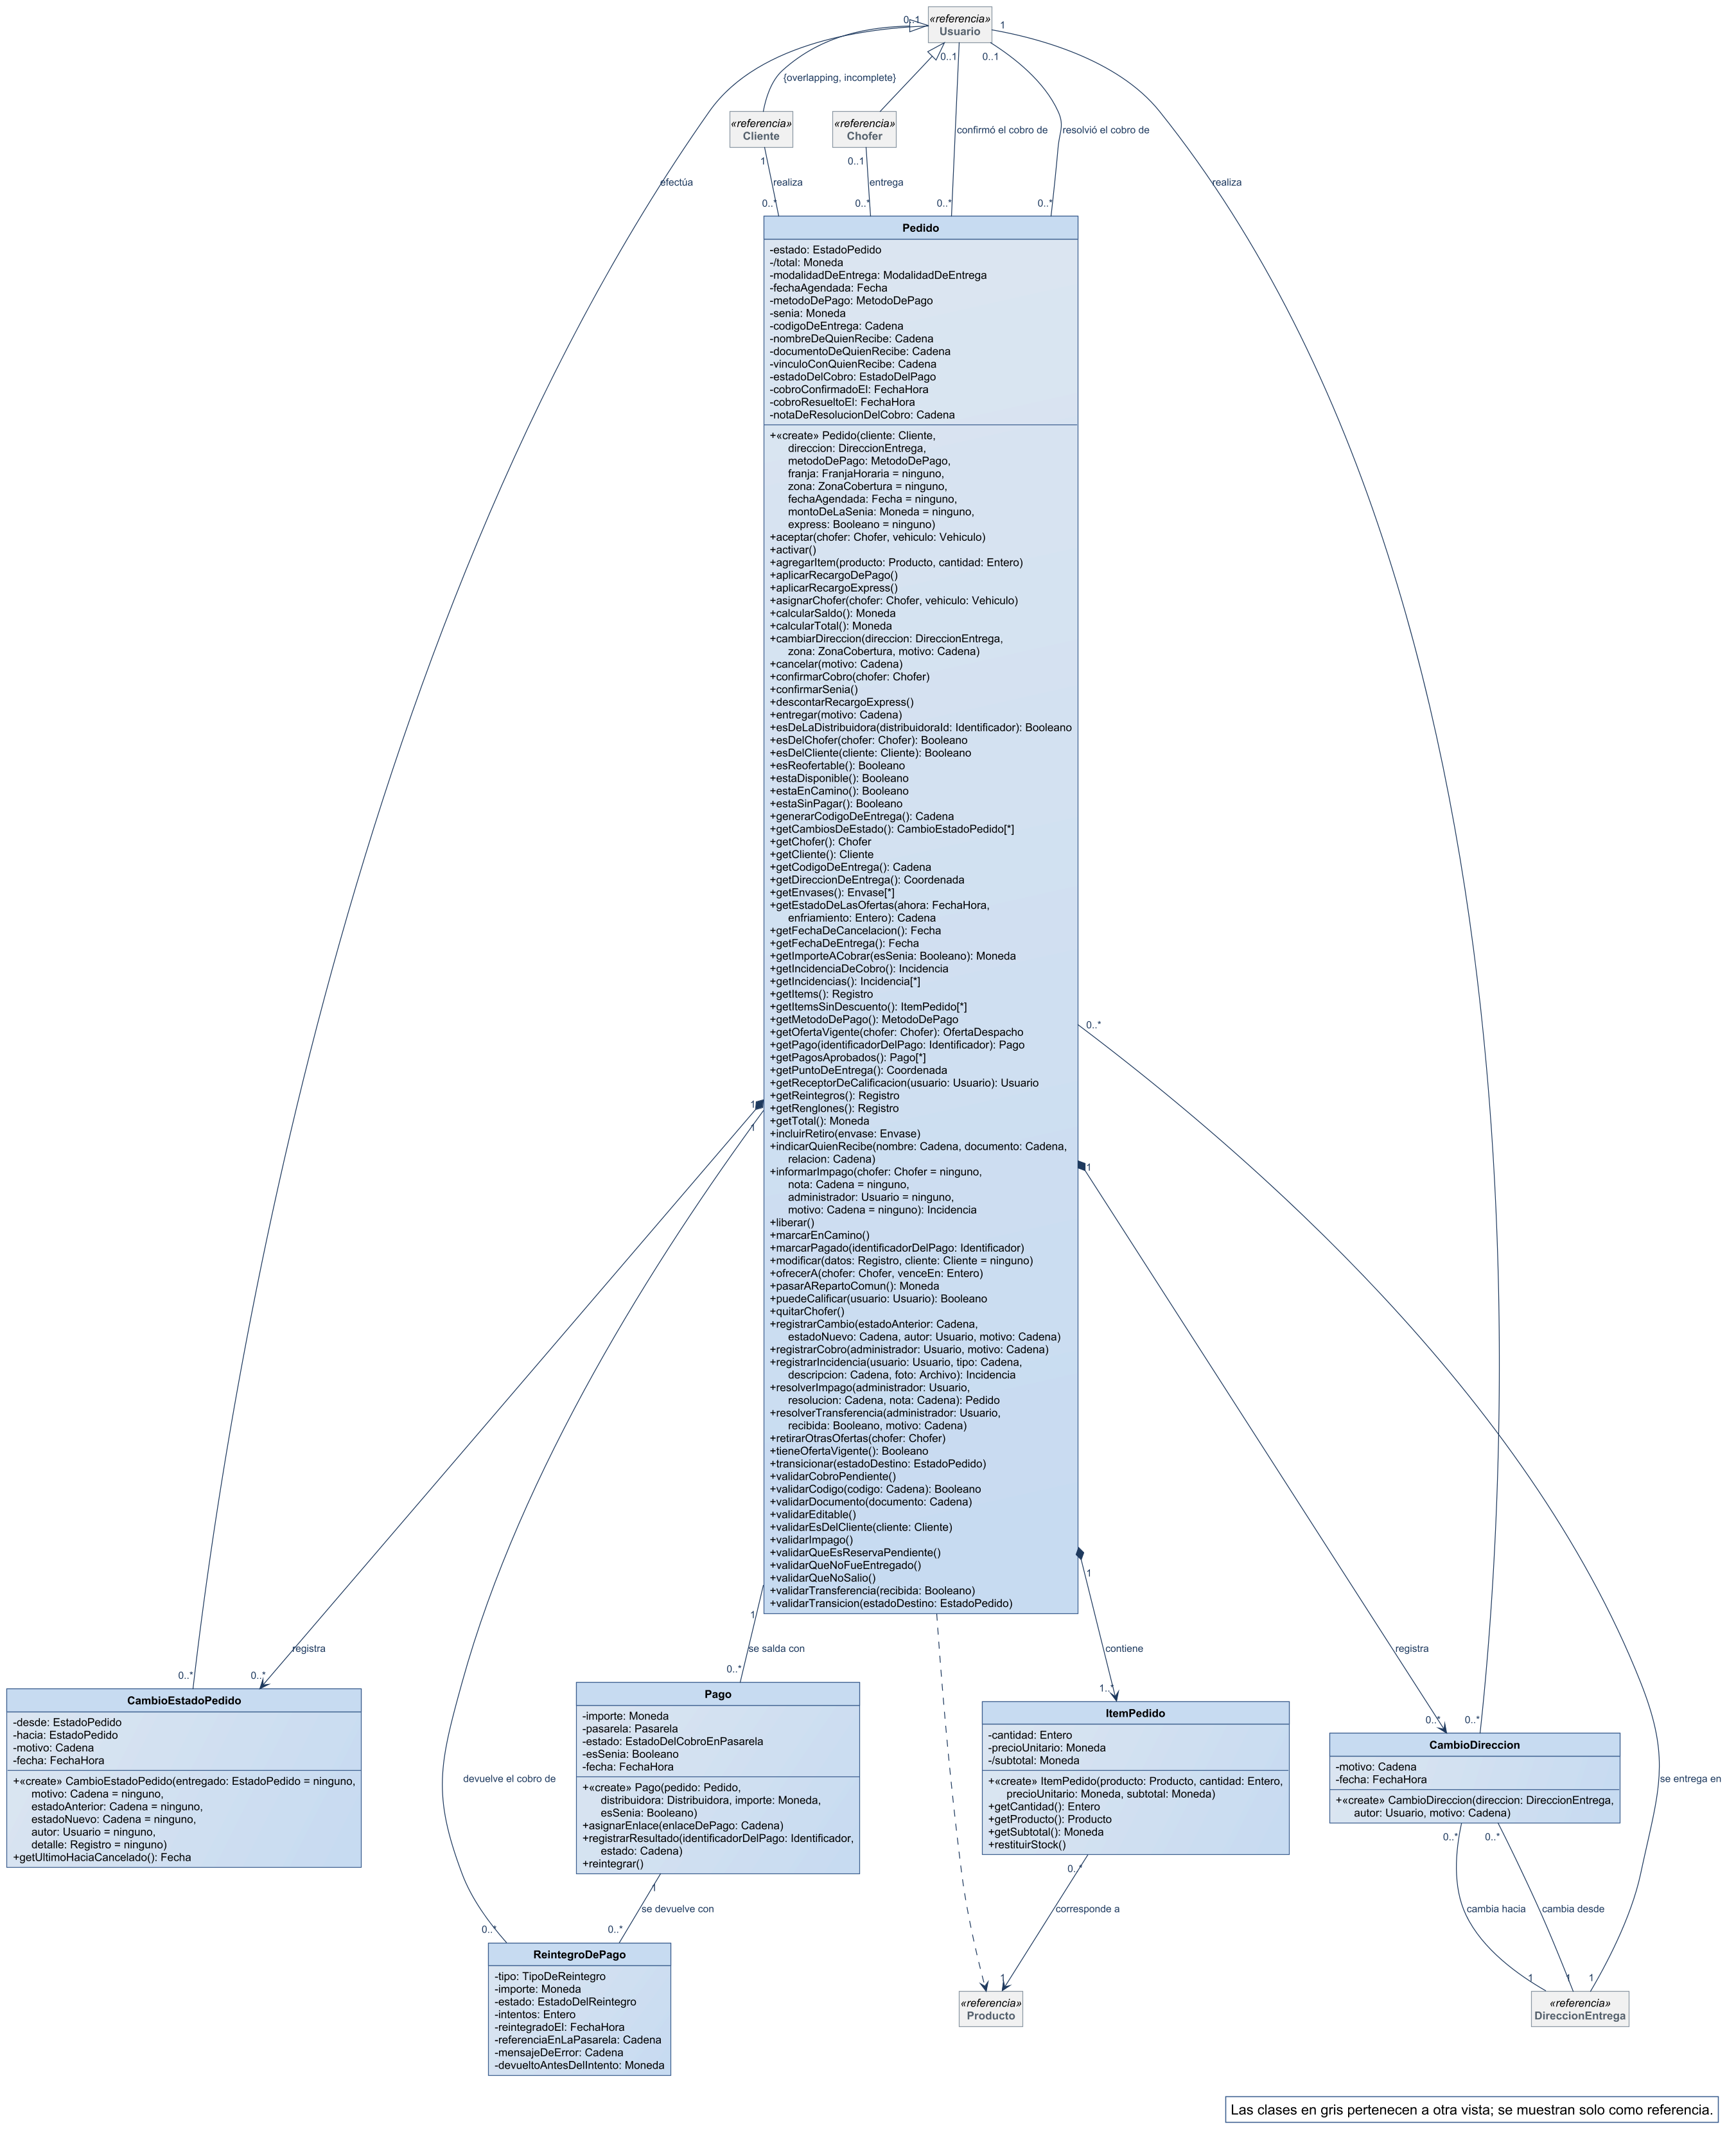 «referencia»
Usuario
0..1
1
0..1
0..1
{overlapping, incomplete}
«referencia»
Cliente
«referencia»
Chofer
confirmó el cobro de
resolvió el cobro de
1
0..1
efectúa
realiza
entrega
realiza
0..*
0..*
0..*
0..*
Pedido
-estado: EstadoPedido
-/total: Moneda
-modalidadDeEntrega: ModalidadDeEntrega
-fechaAgendada: Fecha
-metodoDePago: MetodoDePago
-senia: Moneda
-codigoDeEntrega: Cadena
-nombreDeQuienRecibe: Cadena
-documentoDeQuienRecibe: Cadena
-vinculoConQuienRecibe: Cadena
-estadoDelCobro: EstadoDelPago
-cobroConfirmadoEl: FechaHora
-cobroResueltoEl: FechaHora
-notaDeResolucionDelCobro: Cadena
+«create» Pedido(cliente: Cliente,
direccion: DireccionEntrega,
metodoDePago: MetodoDePago,
franja: FranjaHoraria = ninguno,
zona: ZonaCobertura = ninguno,
fechaAgendada: Fecha = ninguno,
montoDeLaSenia: Moneda = ninguno,
express: Booleano = ninguno)
+aceptar(chofer: Chofer, vehiculo: Vehiculo)
+activar()
+agregarItem(producto: Producto, cantidad: Entero)
+aplicarRecargoDePago()
+aplicarRecargoExpress()
+asignarChofer(chofer: Chofer, vehiculo: Vehiculo)
+calcularSaldo(): Moneda
+calcularTotal(): Moneda
+cambiarDireccion(direccion: DireccionEntrega,
zona: ZonaCobertura, motivo: Cadena)
+cancelar(motivo: Cadena)
+confirmarCobro(chofer: Chofer)
+confirmarSenia()
+descontarRecargoExpress()
+entregar(motivo: Cadena)
+esDeLaDistribuidora(distribuidoraId: Identificador): Booleano
+esDelChofer(chofer: Chofer): Booleano
+esDelCliente(cliente: Cliente): Booleano
+esReofertable(): Booleano
+estaDisponible(): Booleano
+estaEnCamino(): Booleano
+estaSinPagar(): Booleano
+generarCodigoDeEntrega(): Cadena
+getCambiosDeEstado(): CambioEstadoPedido[*]
+getChofer(): Chofer
+getCliente(): Cliente
+getCodigoDeEntrega(): Cadena
+getDireccionDeEntrega(): Coordenada
+getEnvases(): Envase[*]
+getEstadoDeLasOfertas(ahora: FechaHora,
enfriamiento: Entero): Cadena
+getFechaDeCancelacion(): Fecha
+getFechaDeEntrega(): Fecha
+getImporteACobrar(esSenia: Booleano): Moneda
+getIncidenciaDeCobro(): Incidencia
+getIncidencias(): Incidencia[*]
+getItems(): Registro
+getItemsSinDescuento(): ItemPedido[*]
+getMetodoDePago(): MetodoDePago
+getOfertaVigente(chofer: Chofer): OfertaDespacho
+getPago(identificadorDelPago: Identificador): Pago
+getPagosAprobados(): Pago[*]
+getPuntoDeEntrega(): Coordenada
+getReceptorDeCalificacion(usuario: Usuario): Usuario
+getReintegros(): Registro
+getRenglones(): Registro
+getTotal(): Moneda
+incluirRetiro(envase: Envase)
+indicarQuienRecibe(nombre: Cadena, documento: Cadena,
relacion: Cadena)
+informarImpago(chofer: Chofer = ninguno,
nota: Cadena = ninguno,
administrador: Usuario = ninguno,
motivo: Cadena = ninguno): Incidencia
+liberar()
+marcarEnCamino()
+marcarPagado(identificadorDelPago: Identificador)
+modificar(datos: Registro, cliente: Cliente = ninguno)
+ofrecerA(chofer: Chofer, venceEn: Entero)
+pasarARepartoComun(): Moneda
+puedeCalificar(usuario: Usuario): Booleano
+quitarChofer()
+registrarCambio(estadoAnterior: Cadena,
estadoNuevo: Cadena, autor: Usuario, motivo: Cadena)
+registrarCobro(administrador: Usuario, motivo: Cadena)
+registrarIncidencia(usuario: Usuario, tipo: Cadena,
descripcion: Cadena, foto: Archivo): Incidencia
+resolverImpago(administrador: Usuario,
resolucion: Cadena, nota: Cadena): Pedido
+resolverTransferencia(administrador: Usuario,
recibida: Booleano, motivo: Cadena)
+retirarOtrasOfertas(chofer: Chofer)
+tieneOfertaVigente(): Booleano
+transicionar(estadoDestino: EstadoPedido)
+validarCobroPendiente()
+validarCodigo(codigo: Cadena): Booleano
+validarDocumento(documento: Cadena)
+validarEditable()
+validarEsDelCliente(cliente: Cliente)
+validarImpago()
+validarQueEsReservaPendiente()
+validarQueNoFueEntregado()
+validarQueNoSalio()
+validarTransferencia(recibida: Booleano)
+validarTransicion(estadoDestino: EstadoPedido)
0..*
1
1
1
1
1
registra
se salda con
contiene
registra
0..*
0..*
0..*
1..*
0..*
0..*
CambioEstadoPedido
-desde: EstadoPedido
-hacia: EstadoPedido
-motivo: Cadena
-fecha: FechaHora
+«create» CambioEstadoPedido(entregado: EstadoPedido = ninguno,
motivo: Cadena = ninguno,
estadoAnterior: Cadena = ninguno,
estadoNuevo: Cadena = ninguno,
autor: Usuario = ninguno,
detalle: Registro = ninguno)
+getUltimoHaciaCancelado(): Fecha
devuelve el cobro de
Pago
-importe: Moneda
-pasarela: Pasarela
-estado: EstadoDelCobroEnPasarela
-esSenia: Booleano
-fecha: FechaHora
+«create» Pago(pedido: Pedido,
distribuidora: Distribuidora, importe: Moneda,
esSenia: Booleano)
+asignarEnlace(enlaceDePago: Cadena)
+registrarResultado(identificadorDelPago: Identificador,
estado: Cadena)
+reintegrar()
ItemPedido
-cantidad: Entero
-precioUnitario: Moneda
-/subtotal: Moneda
+«create» ItemPedido(producto: Producto, cantidad: Entero,
precioUnitario: Moneda, subtotal: Moneda)
+getCantidad(): Entero
+getProducto(): Producto
+getSubtotal(): Moneda
+restituirStock()
CambioDireccion
-motivo: Cadena
-fecha: FechaHora
+«create» CambioDireccion(direccion: DireccionEntrega,
autor: Usuario, motivo: Cadena)
se entrega en
1
0..*
0..*
0..*
se devuelve con
corresponde a
cambia hacia
cambia desde
0..*
0..*
1
1
1
1
ReintegroDePago
-tipo: TipoDeReintegro
-importe: Moneda
-estado: EstadoDelReintegro
-intentos: Entero
-reintegradoEl: FechaHora
-referenciaEnLaPasarela: Cadena
-mensajeDeError: Cadena
-devueltoAntesDelIntento: Moneda
«referencia»
Producto
«referencia»
DireccionEntrega
Las clases en gris pertenecen a otra vista; se muestran solo como referencia.